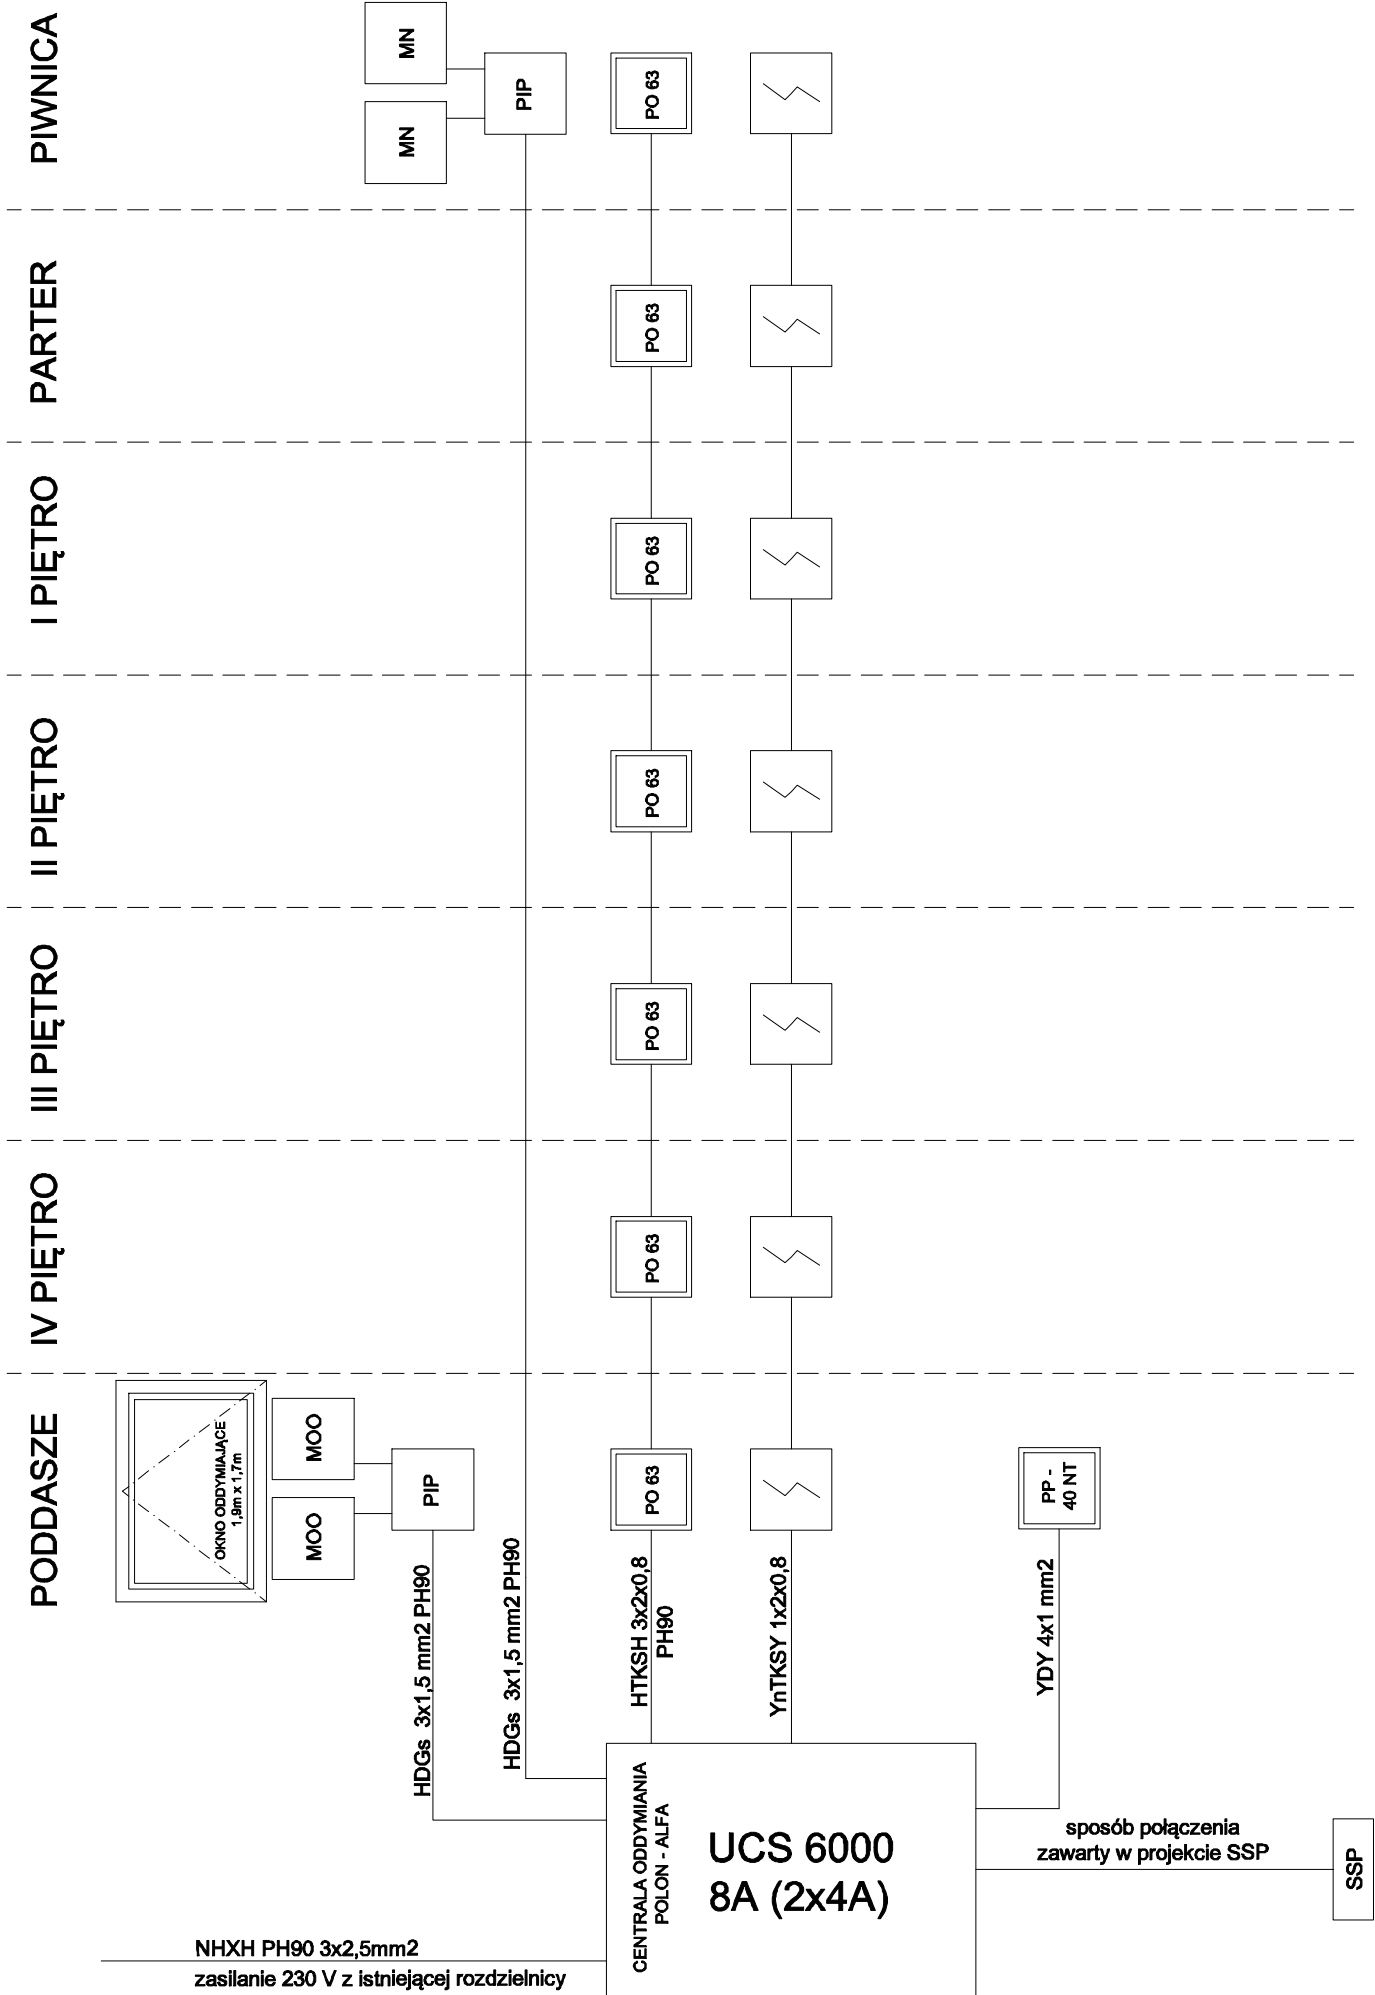 PIWNICA
MN
MN
PIP
PO 63
PARTER
PO 63
I PIĘTRO
PO 63
II PIĘTRO
PO 63
III PIĘTRO
PO 63
IV PIĘTRO
PO 63
PODDASZE
OKNO ODDYMIAJĄCE
1,9m x 1,7m
MOO
MOO
PIP
PO 63
PP -
40 NT
HDGs 3x1,5 mm2 PH90
HDGs 3x1,5 mm2 PH90
HTKSH 3x2x0,8
PH90
YnTKSY 1x2x0,8
YDY 4x1 mm2
CENTRALA ODDYMIANIA
POLON - ALFA
UCS 6000
8A (2x4A)
sposób połączenia
zawarty w projekcie SSP
SSP
NHXH PH90 3x2,5mm2
zasilanie 230 V z istniejącej rozdzielnicy